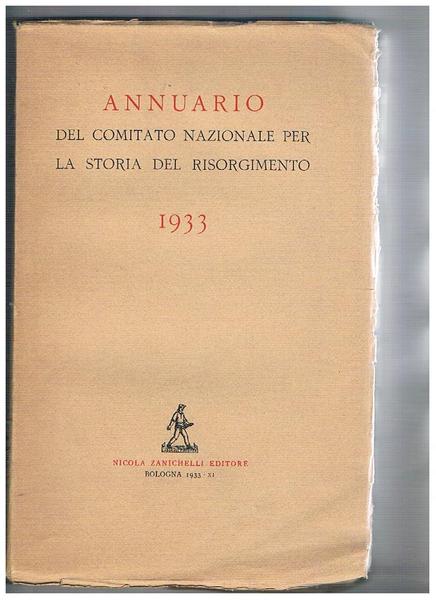 ANNUARIO
DEL COMITATO NAZIONALE PER
LA STORIA DEL RISORGIMENTO
1933
NICOLA ZANICHELLI EDITORE
BOLOGNA 1933 - XI